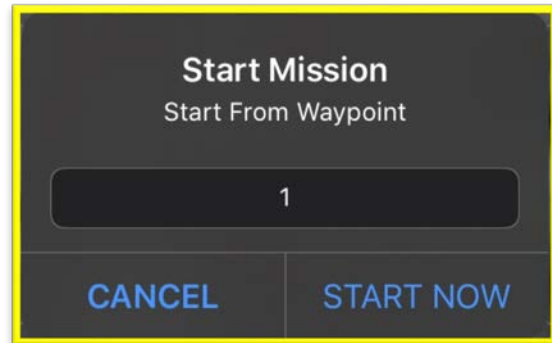 Start Mission
Start From Waypoint
1
CANCEL
START NOW